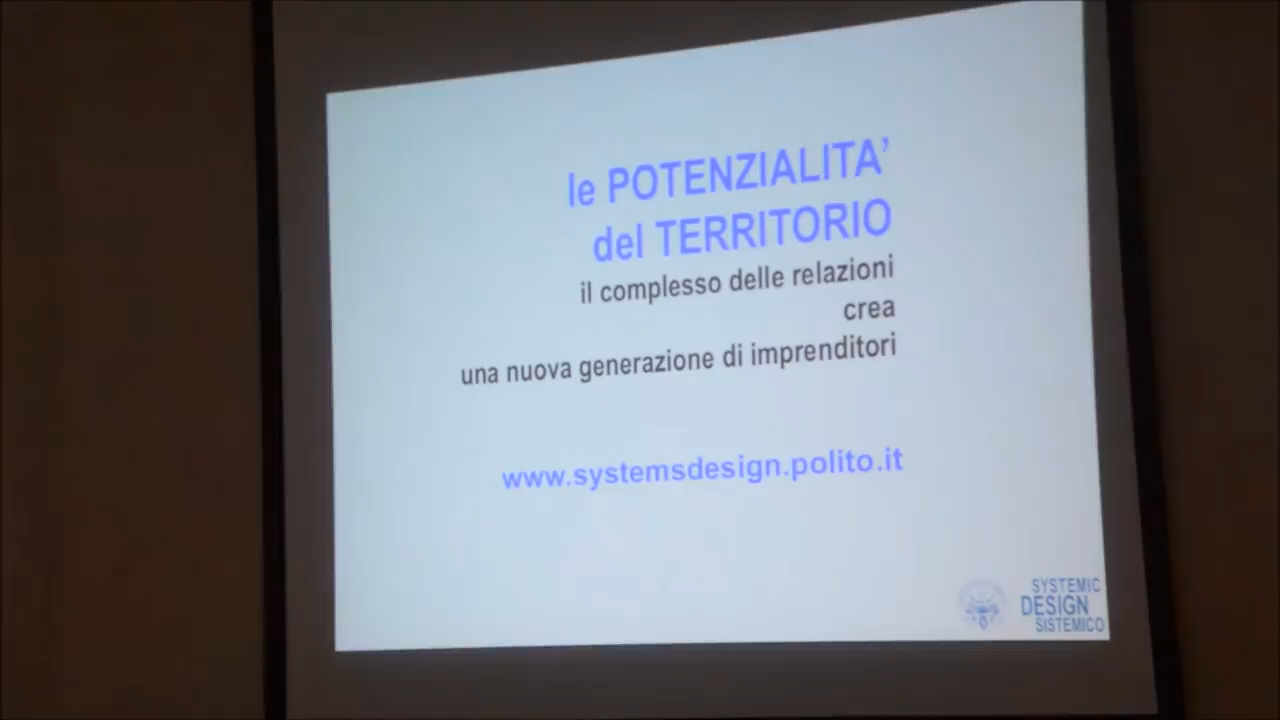 le POTENZIALITA’
del TERRITORIO
il complesso delle relazioni
crea
una nuova generazione di imprenditori
www.systemsdesign.polito.it
SYSTEMIC
DESIGN
SISTEMICO